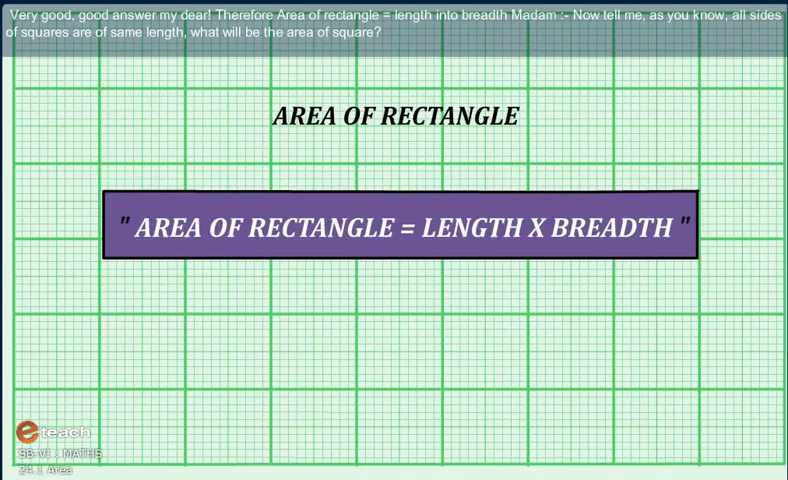 Very good, good answer my dear! Therefore Area of rectangle = length into breadth Madam :- Now tell me, as you know, all sides
of squares are of same length, what will be the area of square?
AREA OF RECTANGLE
" AREA OF RECTANGLE = LENGTH X BREADTH "
e teach
SB-VI : MATHS
24.1 Area